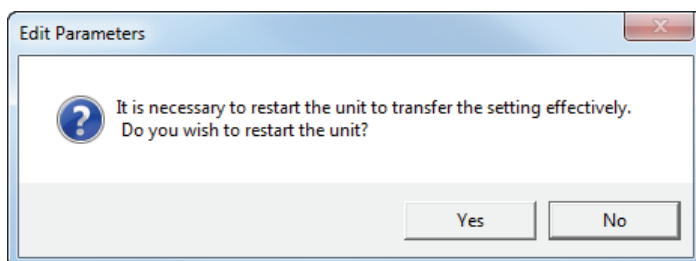 Edit Parameters
It is necessary to restart the unit to transfer the setting effectively.
Do you wish to restart the unit?
Yes No